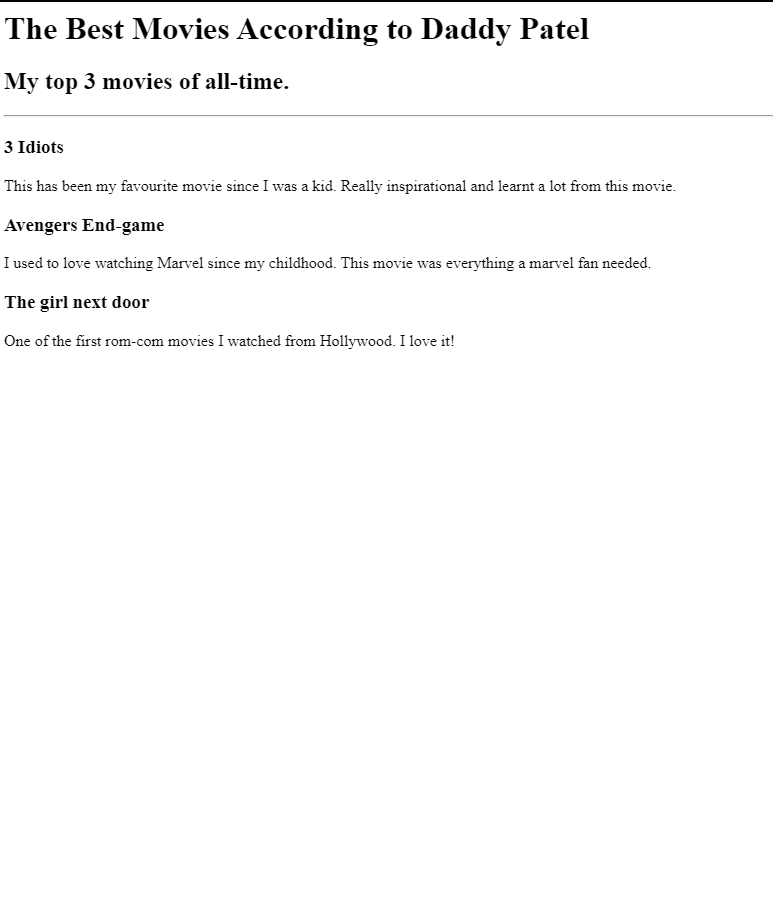 The Best Movies According to Daddy Patel
My top 3 movies of all-time.
3 Idiots
This has been my favourite movie since I was a kid. Really inspirational and learnt a lot from this movie.
Avengers End-game
I used to love watching Marvel since my childhood. This movie was everything a marvel fan needed.
The girl next door
One of the first rom-com movies I watched from Hollywood. I love it!